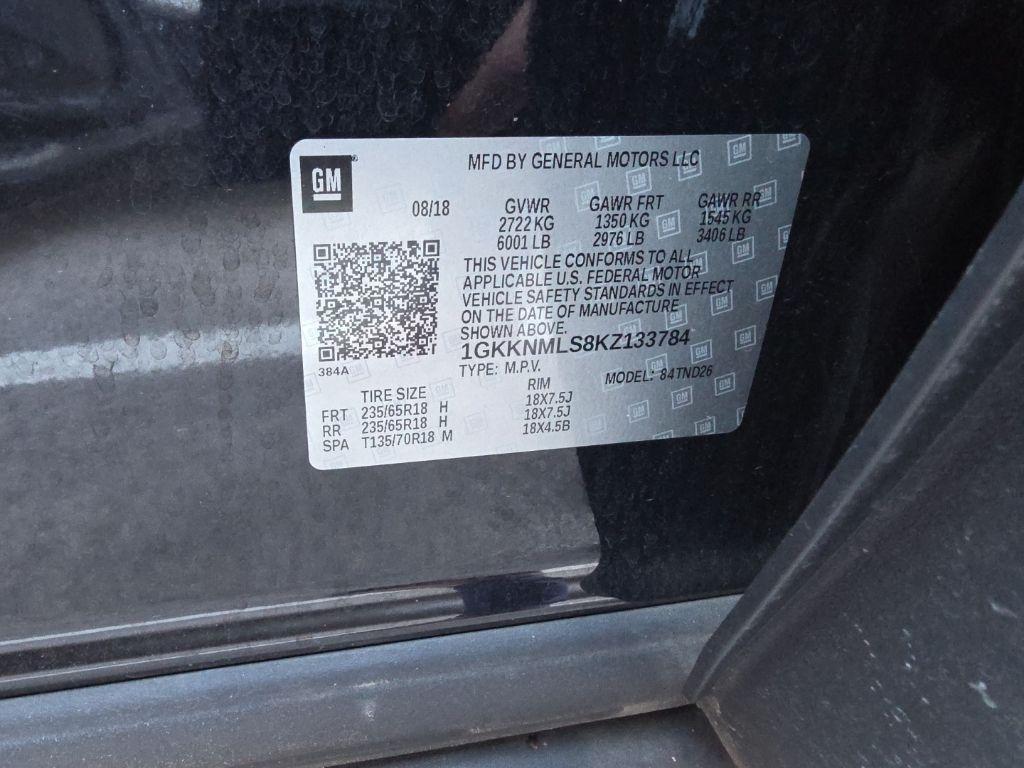 GM
MFD BY GENERAL MOTORS LLC
08/18 GVWR GAWR FRT GAWR RR
2722 KG 1350 KG 1545 KG
6001 LB 2976 LB 3406 LB
THIS VEHICLE CONFORMS TO ALL
APPLICABLE U.S. FEDERAL MOTOR
VEHICLE SAFETY STANDARDS IN EFFECT
ON THE DATE OF MANUFACTURE
SHOWN ABOVE.
1GKKNMLS8KZ133784
384A
TYPE: M.P.V. MODEL: 84TND26
TIRE SIZE RIM
FRT 235/65R18 H 18X7.5J
RR 235/65R18 H 18X7.5J
SPA T135/70R18 M 18X4.5B